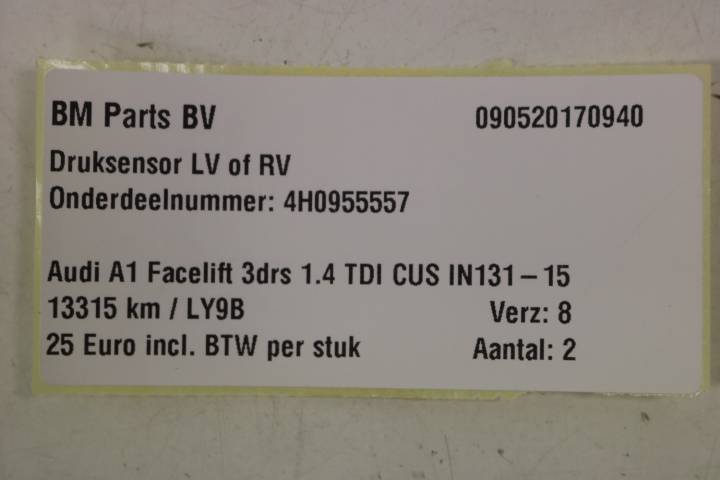 BM Parts BV 090520170940
Druksensor LV of RV
Onderdeelnummer: 4H0955557
Audi A1 Facelift 3drs 1.4 TDI CUS IN131-15
13315 km / LY9B Verz: 8
25 Euro incl. BTW per stuk Aantal: 2